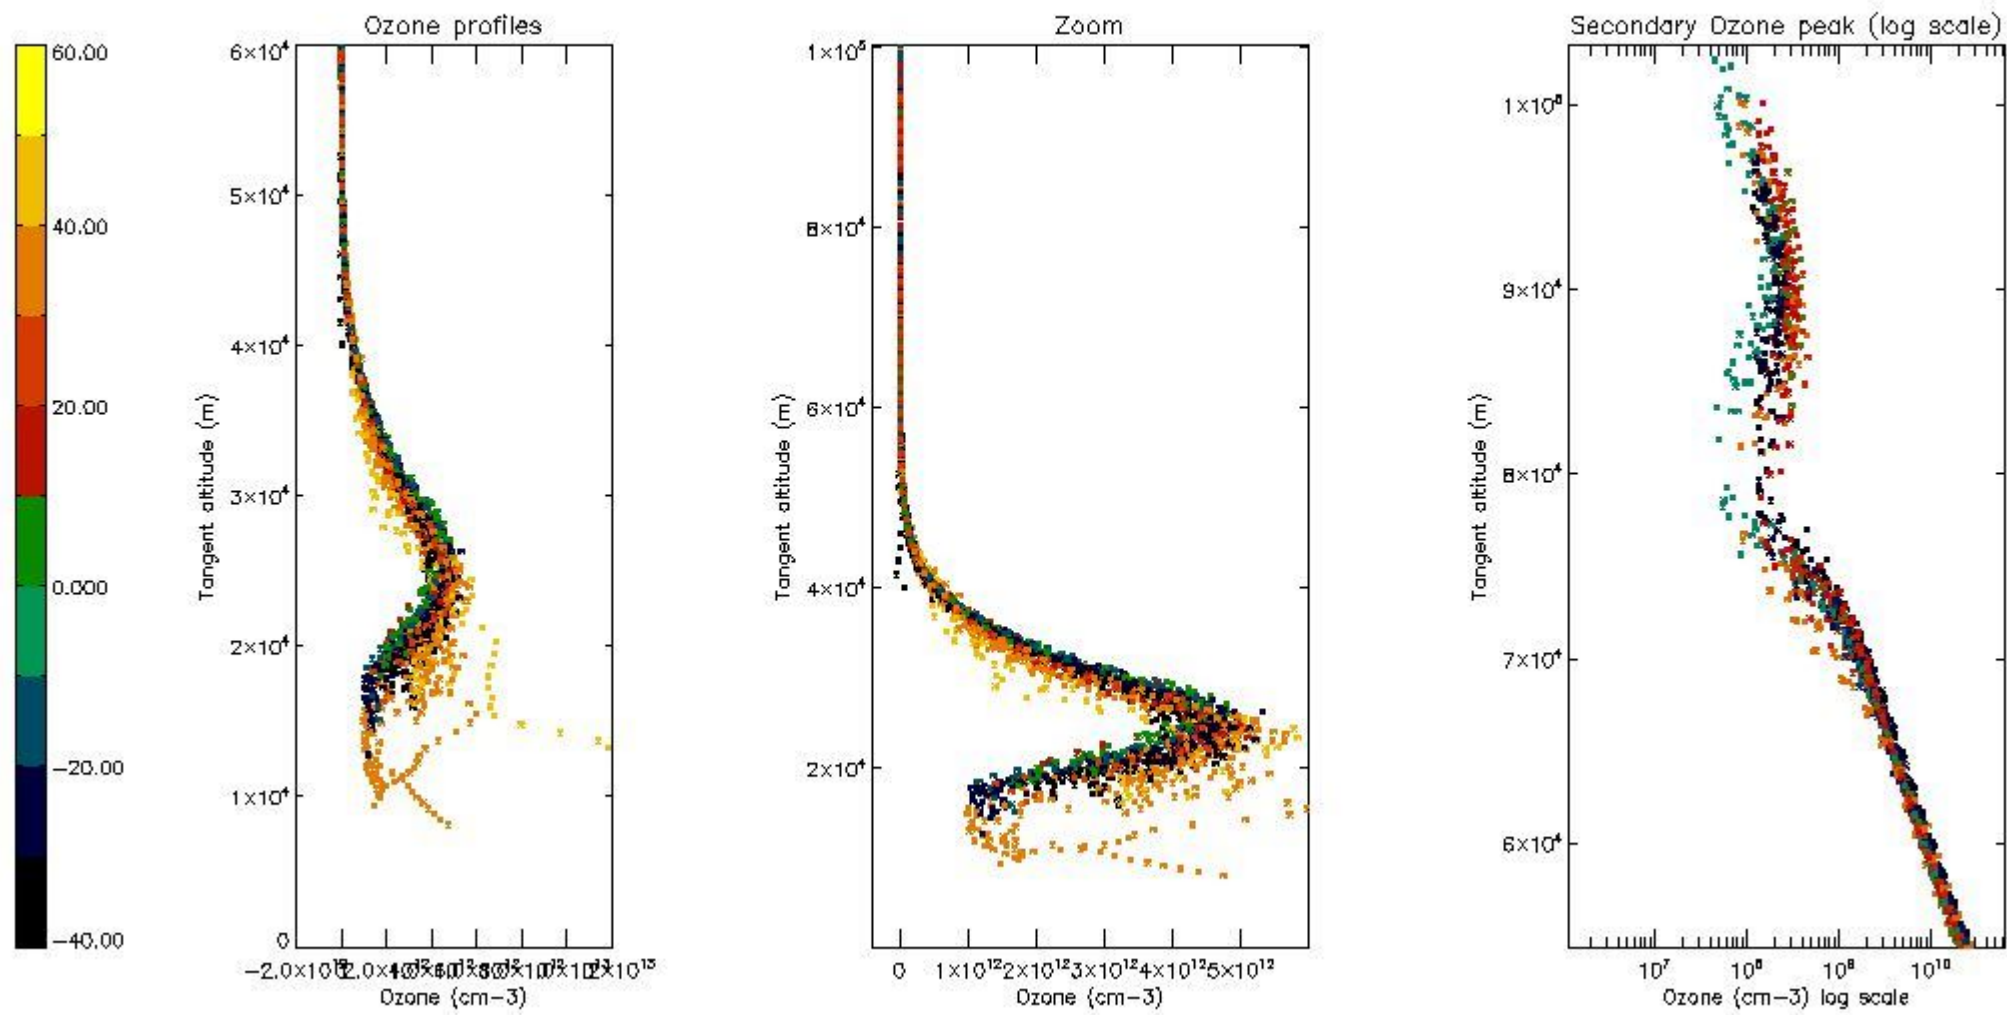 Ozone profiles
Zoom
Secondary Ozone peak (log scale)
60.00
40.00
20.00
0.000
−20.00
−40.00
6×10⁴
5×10⁴
4×10⁴
3×10⁴
2×10⁴
1×10⁴
0
Tangent altitude (m)
Ozone (cm−3)
1×10⁵
8×10⁴
6×10⁴
4×10⁴
2×10⁴
Tangent altitude (m)
0 1×10¹² 2×10¹² 3×10¹² 4×10¹² 5×10¹²
Ozone (cm−3)
9×10⁴
8×10⁴
7×10⁴
6×10⁴
Tangent altitude (m)
10⁷ 10⁸ 10⁹ 10¹⁰
Ozone (cm−3) log scale